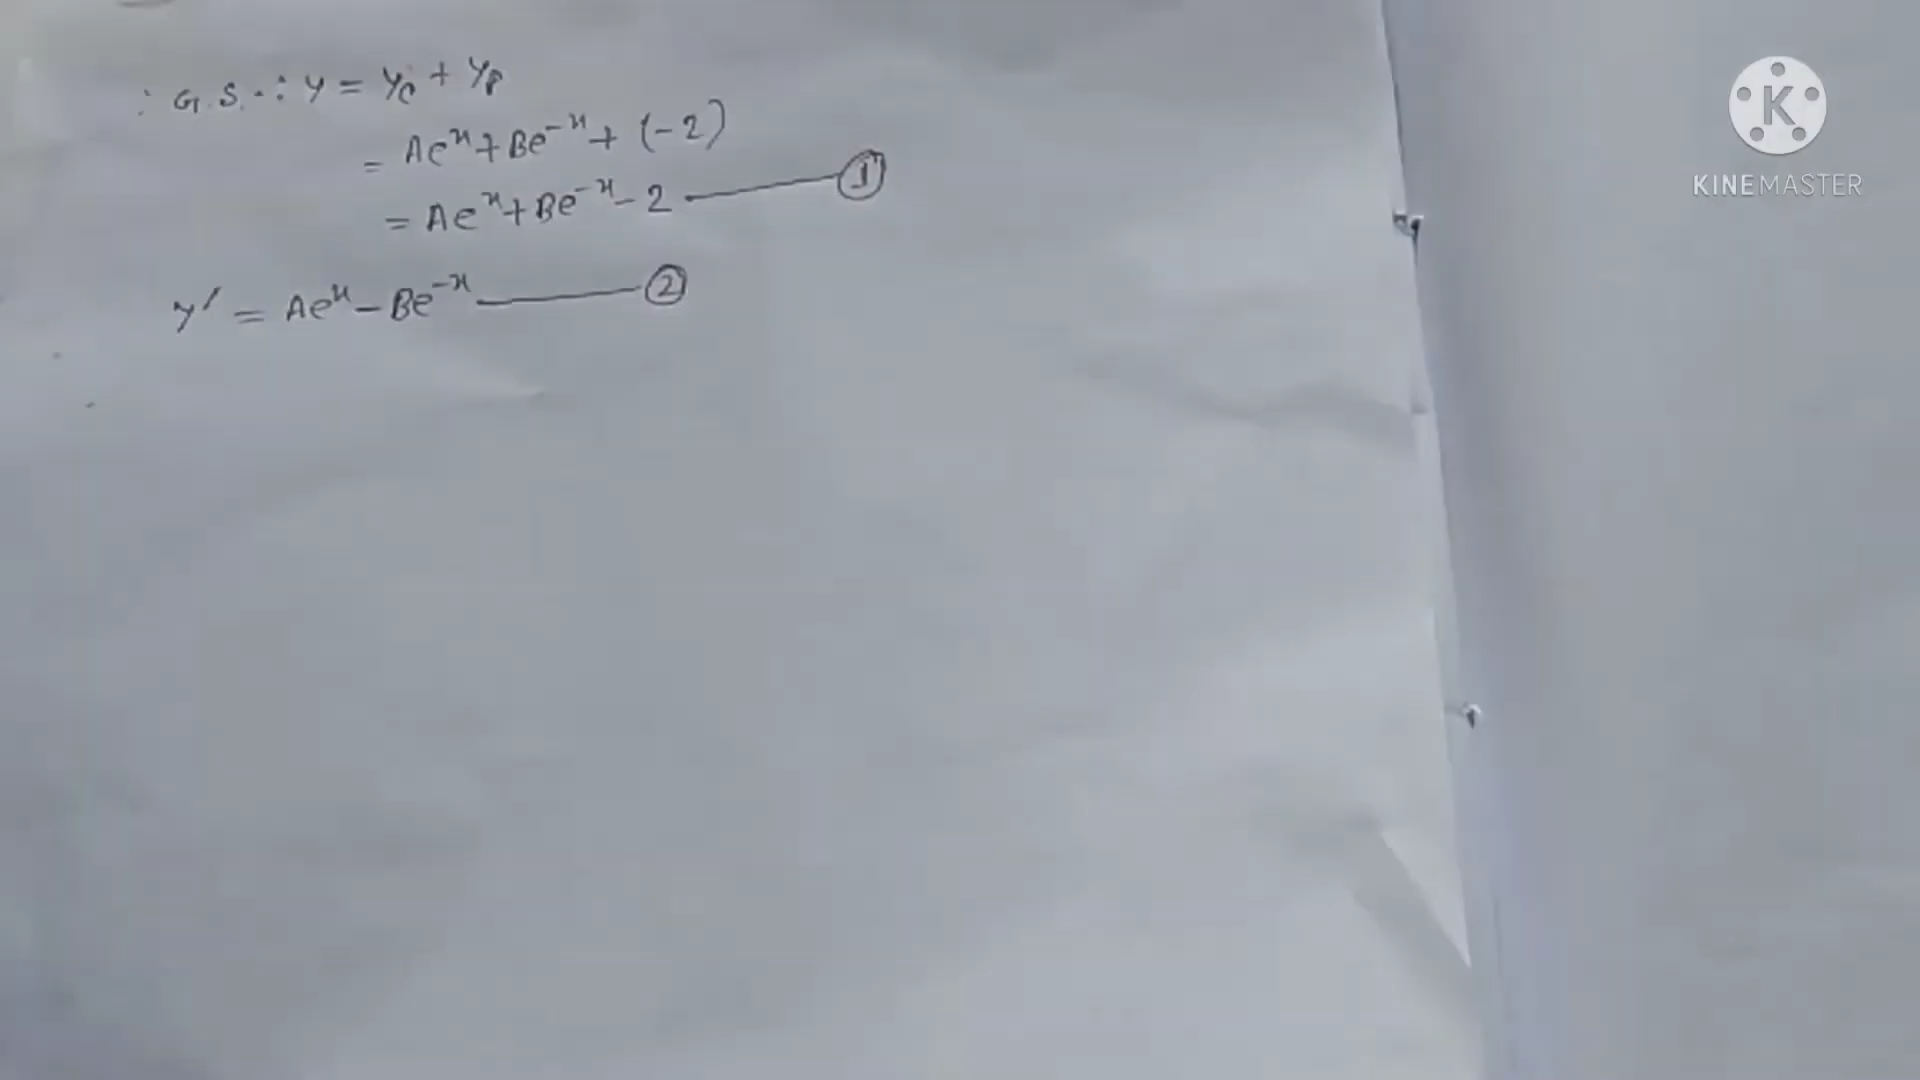 ∴ G.S. ∴ y = y_c + y_p
= Ae^x + Be^-x + (-2)
= Ae^x + Be^-x - 2 —— ①
y' = Ae^x - Be^-x —— ②
K
KINEMASTER